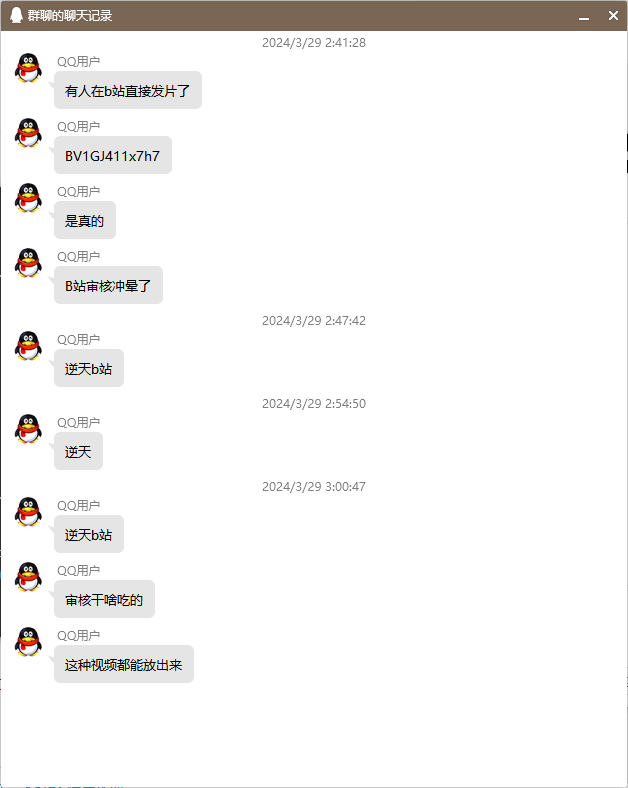 群聊的聊天记录
2024/3/29 2:41:28
QQ用户
有人在b站直接发片了
QQ用户
BV1GJ411x7h7
QQ用户
是真的
QQ用户
B站审核冲晕了
2024/3/29 2:47:42
QQ用户
逆天b站
2024/3/29 2:54:50
QQ用户
逆天
2024/3/29 3:00:47
QQ用户
逆天b站
QQ用户
审核干啥吃的
QQ用户
这种视频都能放出来